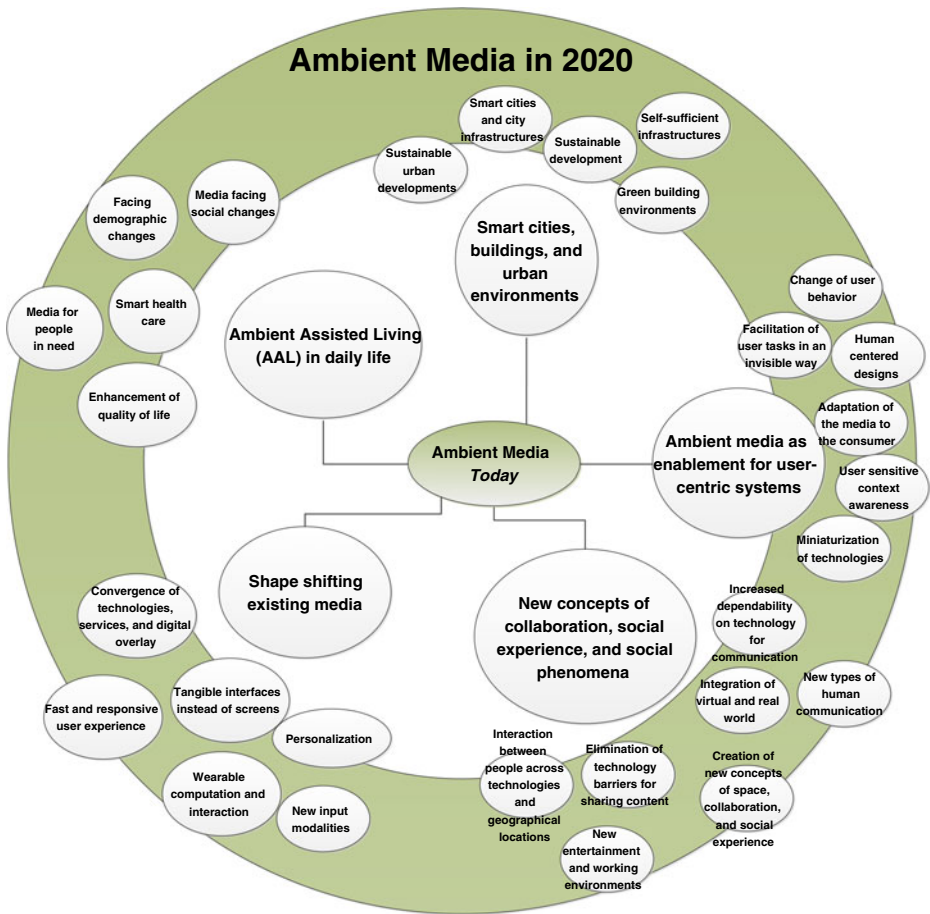 Ambient Media in 2020
Smart cities
and city
infrastructures
Self-sufficient
infrastructures
Sustainable
development
Sustainable
urban
developments
Green building
environments
Facing
demographic
changes
Media facing
social changes
Smart cities,
buildings, and
urban
environments
Media for
people
in need
Smart health
care
Enhancement of
quality of life
Ambient Assisted Living
(AAL) in daily life
Change of user
behavior
Facilitation of
user tasks in an
invisible way
Human
centered
designs
Adaptation of
the media to
the consumer
Ambient media as
enablement for user-
centric systems
User sensitive
context
awareness
Miniaturization
of technologies
Ambient Media
Today
Shape shifting
existing media
New concepts of
collaboration, social
experience, and social
phenomena
Convergence of
technologies,
services, and digital
overlay
Fast and responsive
user experience
Tangible interfaces
instead of screens
Personalization
Wearable
computation and
interaction
New input
modalities
Increased
dependability
on technology
for
communication
Integration of
virtual and real
world
New types of
human
communication
Interaction
between
people across
technologies
and
geographical
locations
Elimination of
technology
barriers for
sharing content
New
entertainment
and working
environments
Creation of
new concepts
of space,
collaboration,
and social
experience